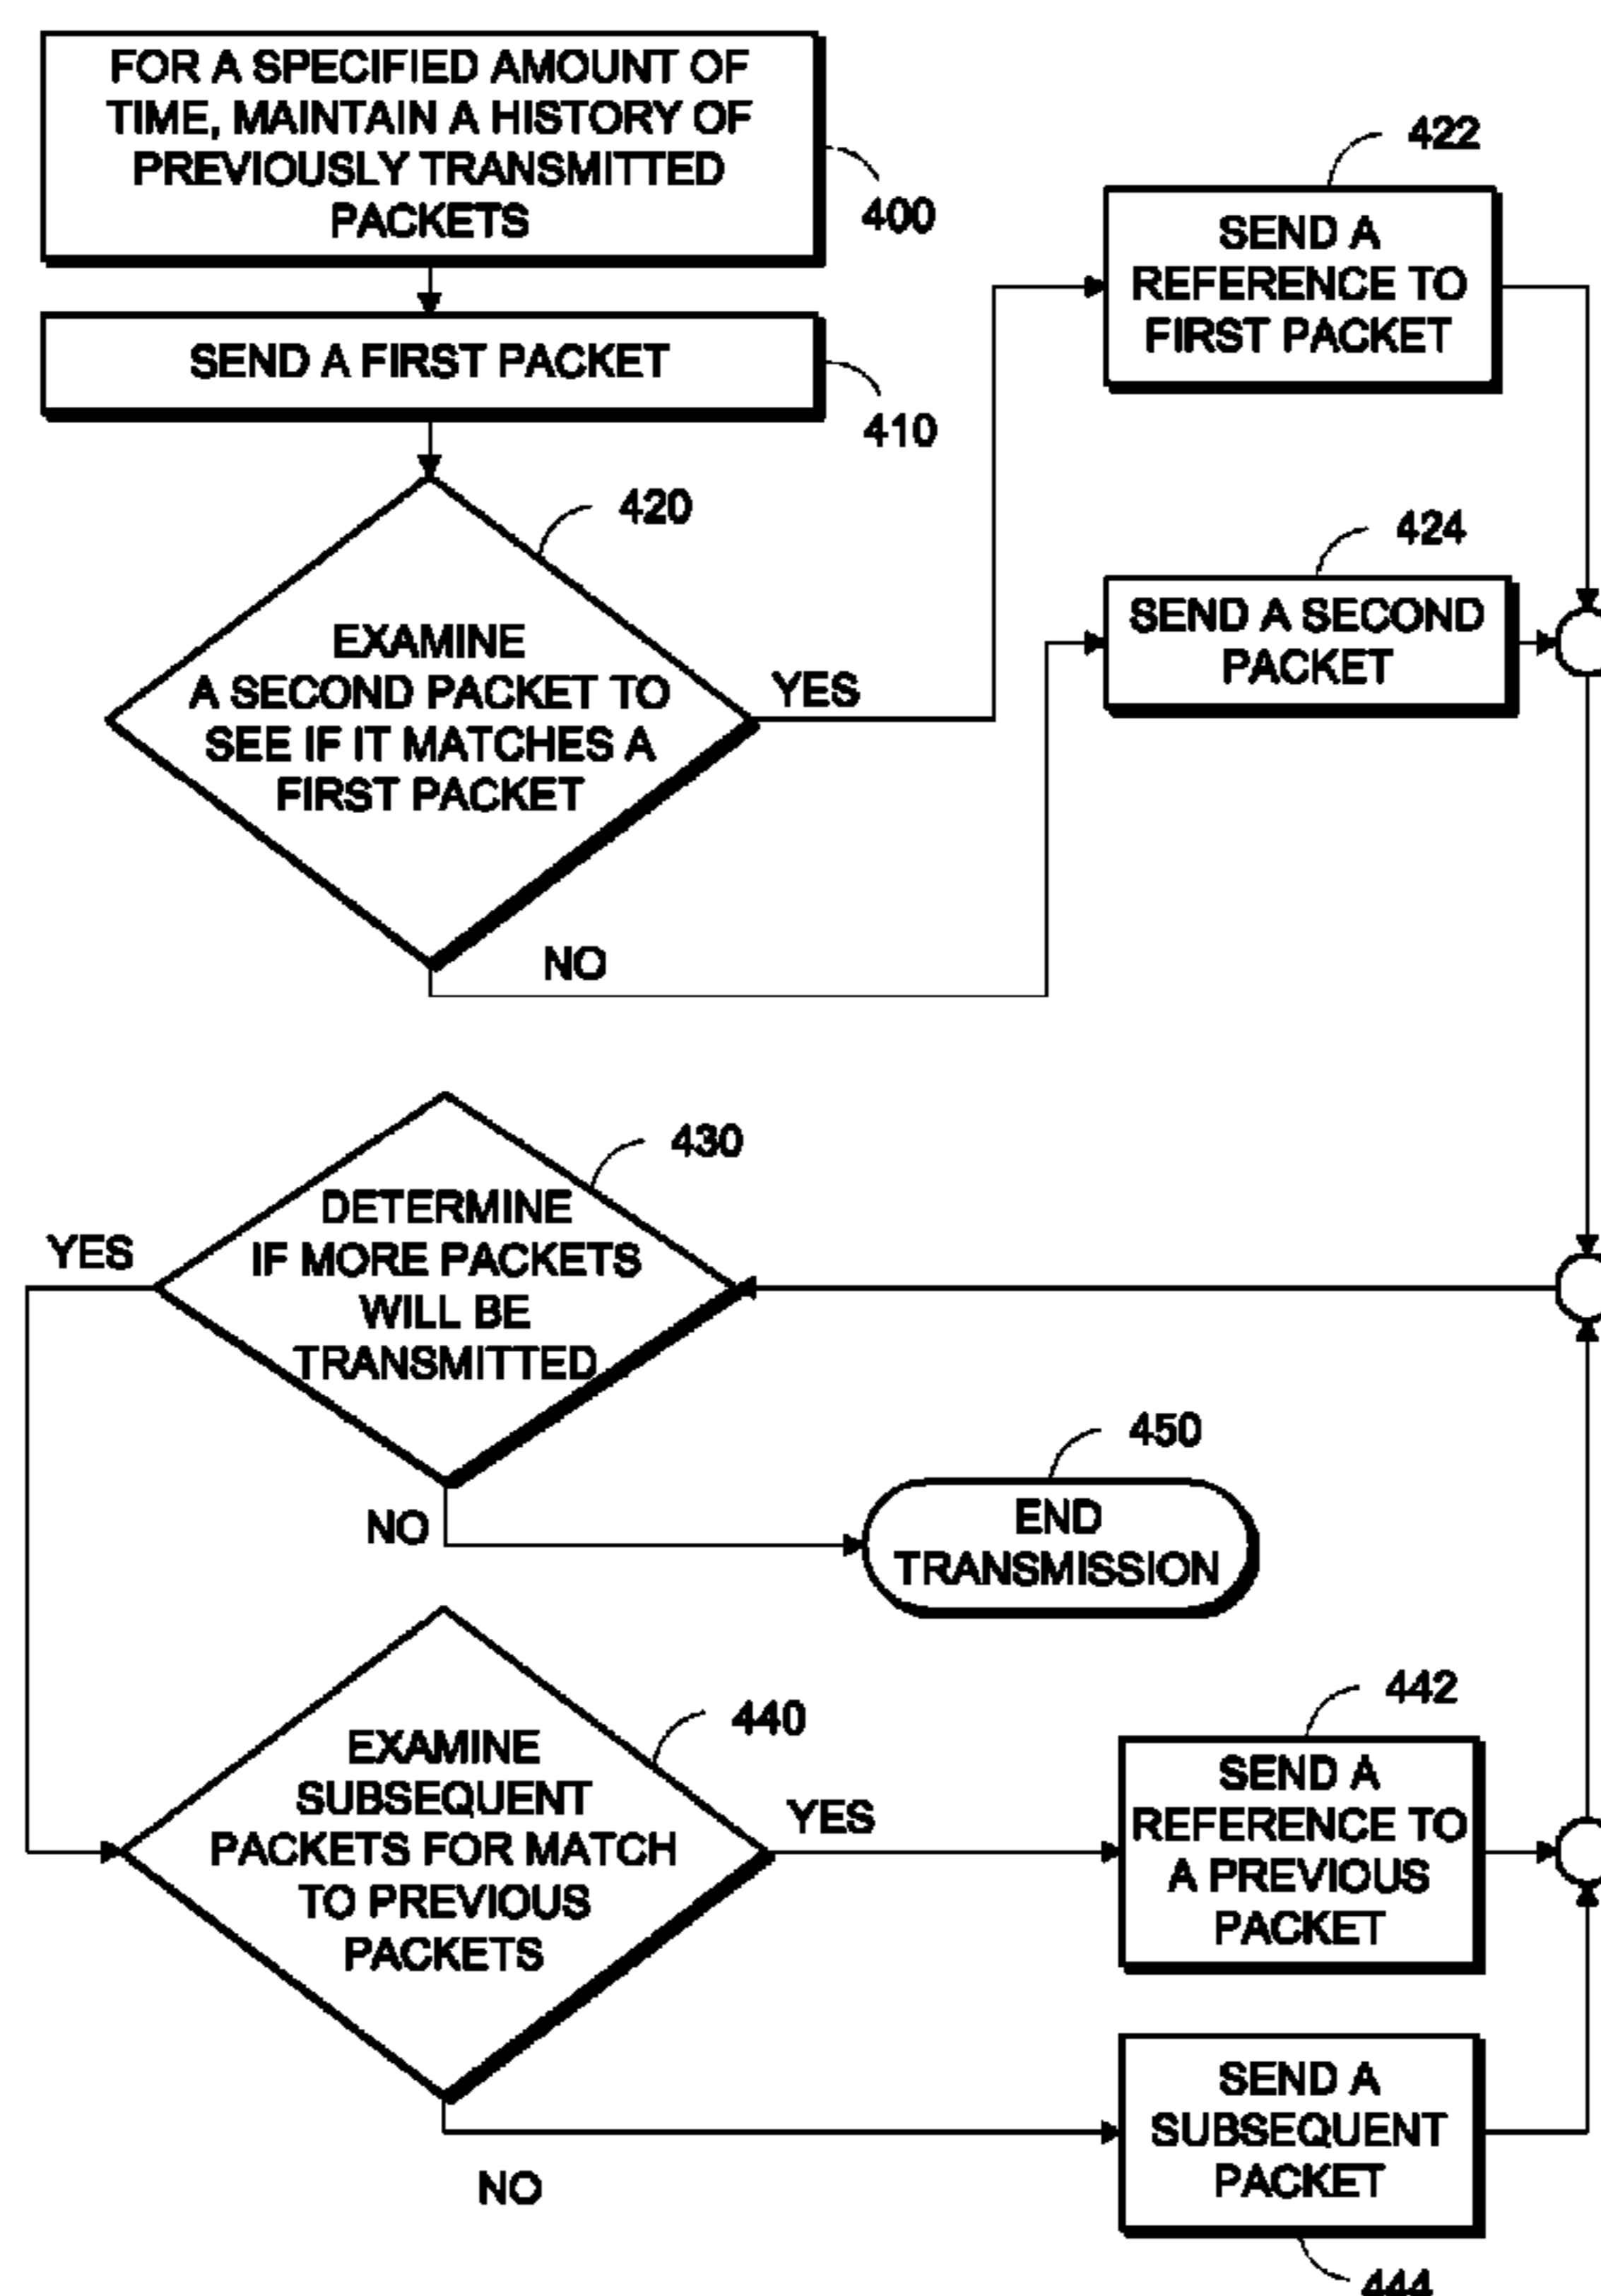 FOR A SPECIFIED AMOUNT OF
TIME, MAINTAIN A HISTORY OF
PREVIOUSLY TRANSMITTED
PACKETS
400
SEND A FIRST PACKET
410
420
EXAMINE
A SECOND PACKET TO
SEE IF IT MATCHES A
FIRST PACKET
YES
NO
422
SEND A
REFERENCE TO
FIRST PACKET
424
SEND A SECOND
PACKET
430
DETERMINE
IF MORE PACKETS
WILL BE
TRANSMITTED
YES
NO
450
END
TRANSMISSION
440
EXAMINE
SUBSEQUENT
PACKETS FOR MATCH
TO PREVIOUS
PACKETS
YES
NO
442
SEND A
REFERENCE TO
A PREVIOUS
PACKET
SEND A
SUBSEQUENT
PACKET
444